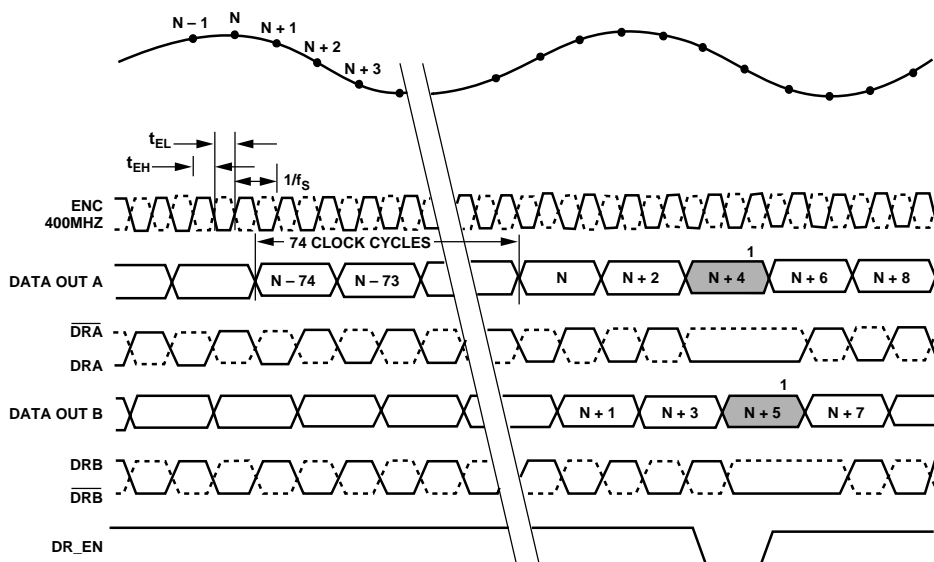 N – 1 N N + 1 N + 2 N + 3
tEL
tEH
1/fS
ENC
400MHZ
74 CLOCK CYCLES
1
DATA OUT A N – 74 N – 73 N N + 2 N + 4 N + 6 N + 8
DRA
DRA
1
DATA OUT B N + 1 N + 3 N + 5 N + 7
DRB
DRB
DR_EN